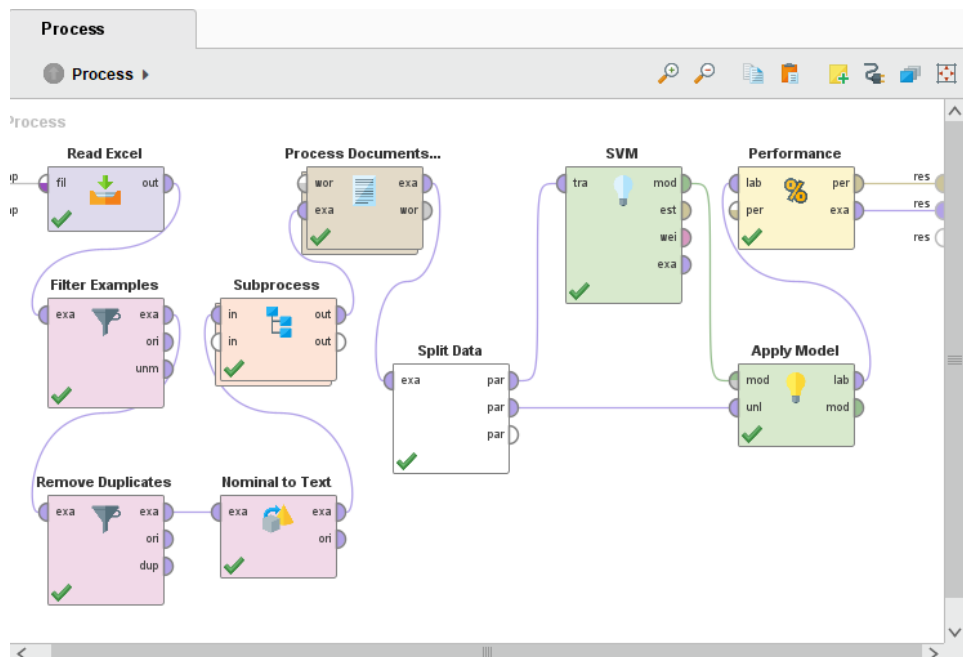 Process
Process
Process
Read Excel
fil out
Process Documents...
wor exa
exa wor
SVM
tra mod
est
wei
exa
Performance
lab per
per exa
res
res
res
Filter Examples
exa exa
ori
unm
Subprocess
in out
in out
Split Data
exa par
par
par
Apply Model
mod lab
unl mod
Remove Duplicates
exa exa
ori
dup
Nominal to Text
exa exa
ori